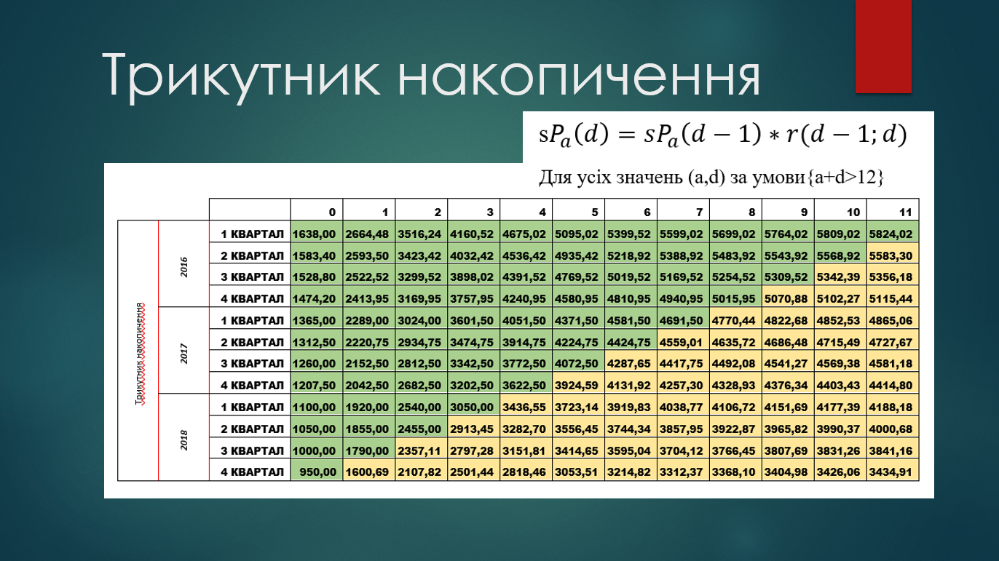 Трикутник накопичення
sPₐ(d) = sPₐ(d − 1) ∗ r(d − 1; d)
Для усіх значень (a,d) за умови{a+d>12}
0 1 2 3 4 5 6 7 8 9 10 11
Трикутник накопичення
2016
1 КВАРТАЛ 1638,00 2664,48 3516,24 4160,52 4675,02 5095,02 5399,52 5599,02 5699,02 5764,02 5809,02 5824,02
2 КВАРТАЛ 1583,40 2593,50 3423,42 4032,42 4536,42 4935,42 5218,92 5388,92 5483,92 5543,92 5568,92 5583,30
3 КВАРТАЛ 1528,80 2522,52 3299,52 3898,02 4391,52 4769,52 5019,52 5169,52 5254,52 5309,52 5342,39 5356,18
4 КВАРТАЛ 1474,20 2413,95 3169,95 3757,95 4240,95 4580,95 4810,95 4940,95 5015,95 5070,88 5102,27 5115,44
2017
1 КВАРТАЛ 1365,00 2289,00 3024,00 3601,50 4051,50 4371,50 4581,50 4691,50 4770,44 4822,68 4852,53 4865,06
2 КВАРТАЛ 1312,50 2220,75 2934,75 3474,75 3914,75 4224,75 4424,75 4559,01 4635,72 4686,48 4715,49 4727,67
3 КВАРТАЛ 1260,00 2152,50 2812,50 3342,50 3772,50 4072,50 4287,65 4417,75 4492,08 4541,27 4569,38 4581,18
4 КВАРТАЛ 1207,50 2042,50 2682,50 3202,50 3622,50 3924,59 4131,92 4257,30 4328,93 4376,34 4403,43 4414,80
2018
1 КВАРТАЛ 1100,00 1920,00 2540,00 3050,00 3436,55 3723,14 3919,83 4038,77 4106,72 4151,69 4177,39 4188,18
2 КВАРТАЛ 1050,00 1855,00 2455,00 2913,45 3282,70 3556,45 3744,34 3857,95 3922,87 3965,82 3990,37 4000,68
3 КВАРТАЛ 1000,00 1790,00 2357,11 2797,28 3151,81 3414,65 3595,04 3704,12 3766,45 3807,69 3831,26 3841,16
4 КВАРТАЛ 950,00 1600,69 2107,82 2501,44 2818,46 3053,51 3214,82 3312,37 3368,10 3404,98 3426,06 3434,91